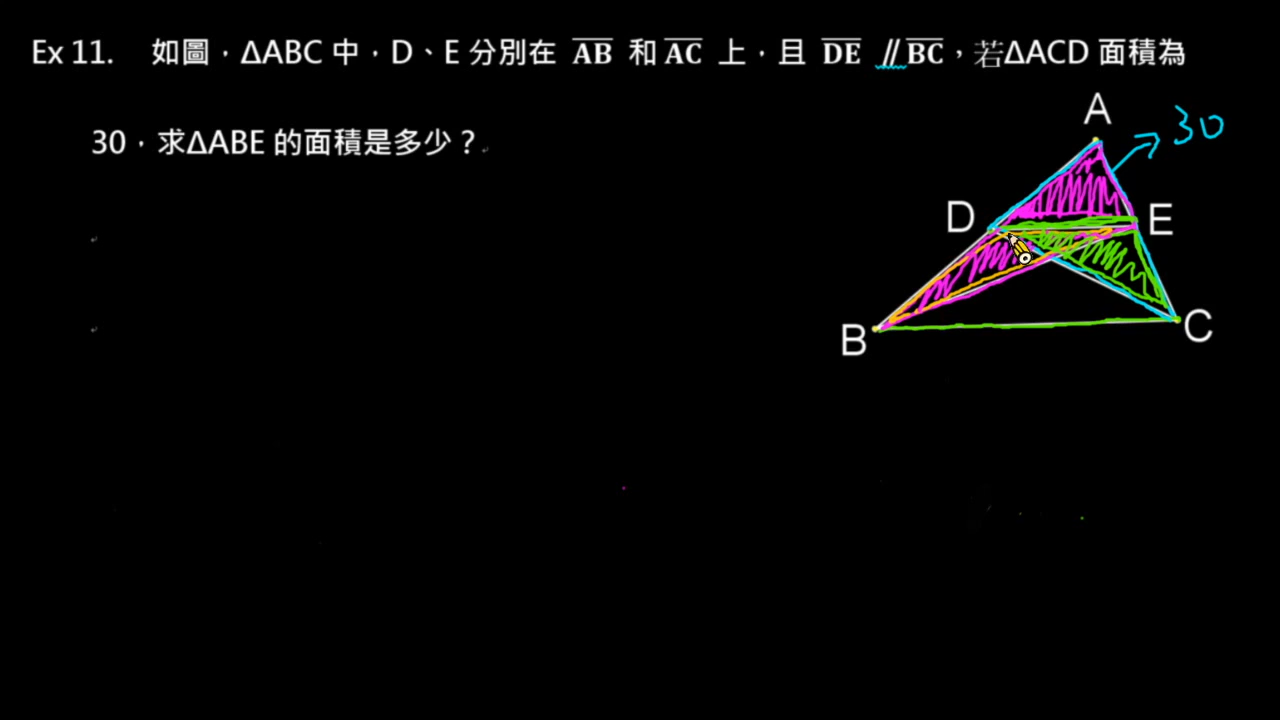 Ex 11. 如圖，ΔABC 中，D、E 分別在 AB 和 AC 上，且 DE ∥ BC，若ΔACD 面積為
30，求ΔABE 的面積是多少？
A
30
D
E
B
C